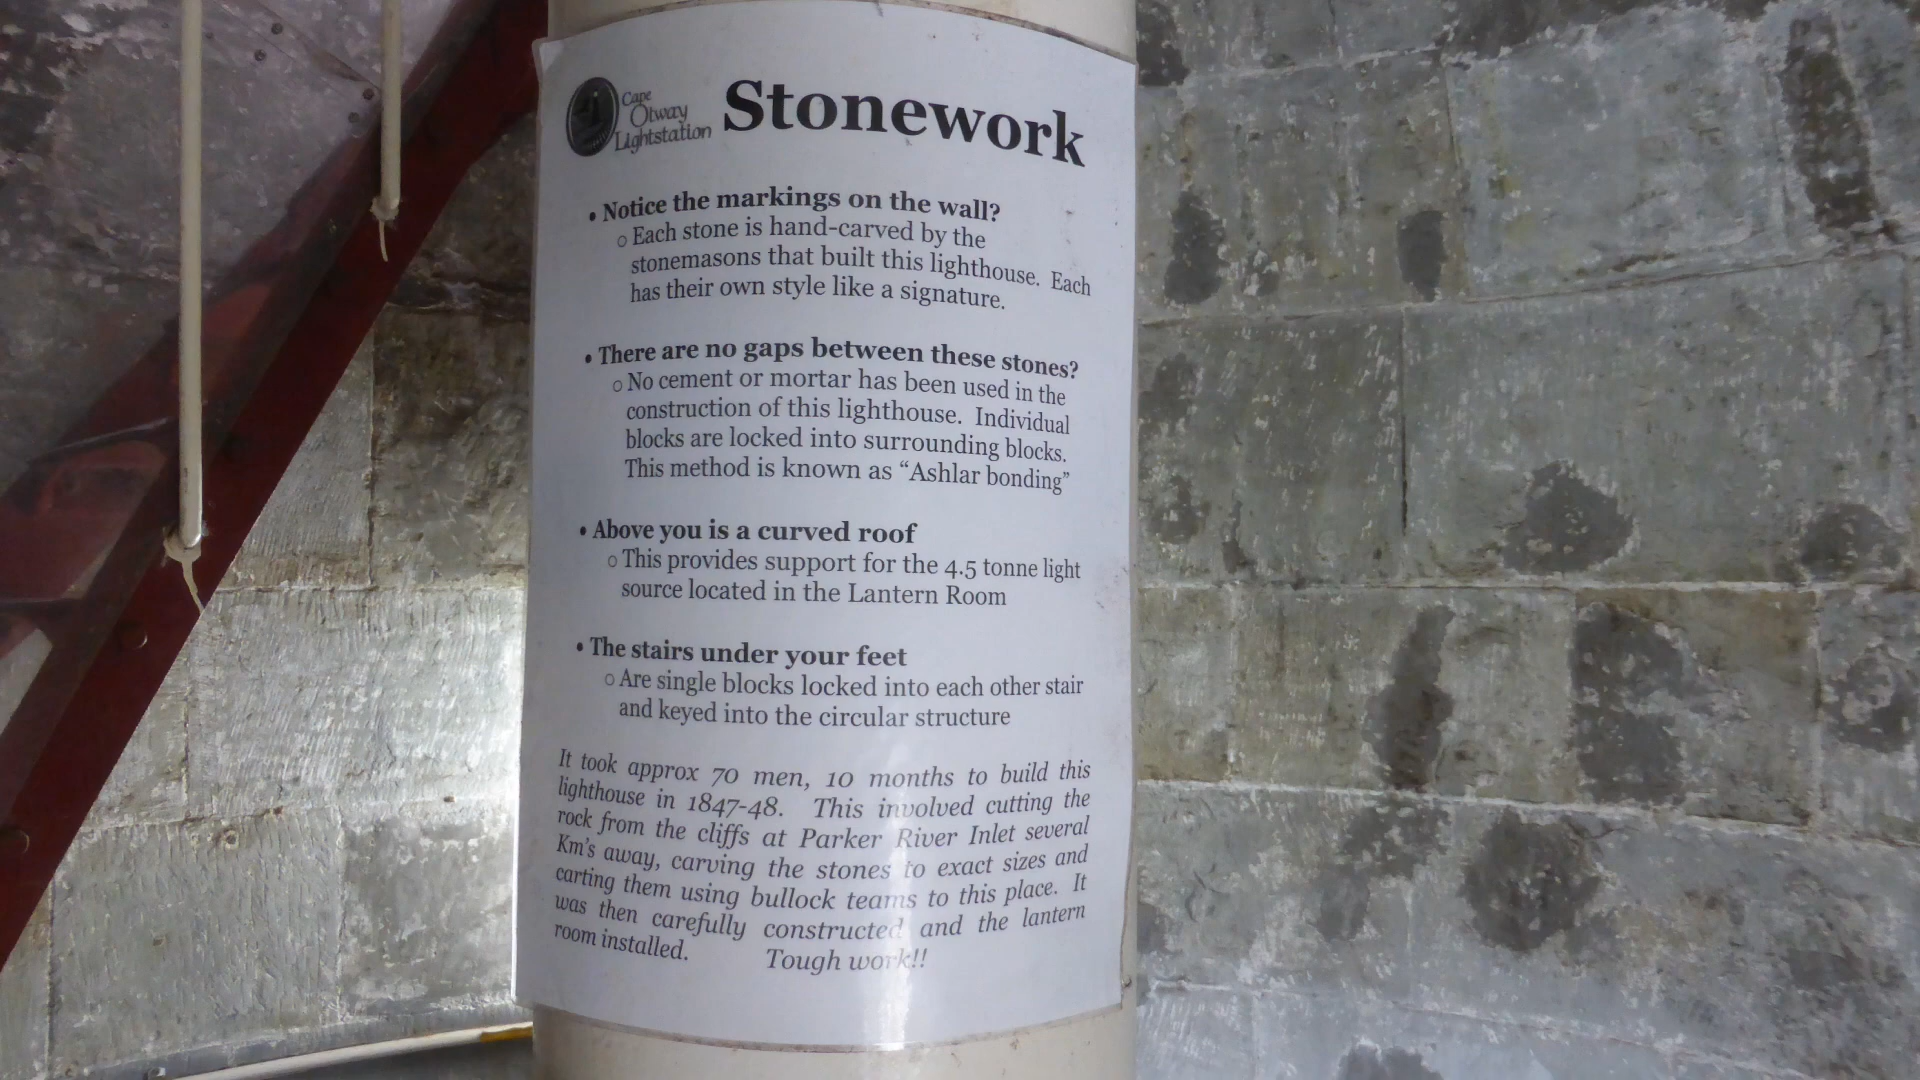 Cape
Otway
Lightstation
Stonework
• Notice the markings on the wall?
o Each stone is hand-carved by the
stonemasons that built this lighthouse. Each
has their own style like a signature.
• There are no gaps between these stones?
o No cement or mortar has been used in the
construction of this lighthouse. Individual
blocks are locked into surrounding blocks.
This method is known as “Ashlar bonding”
• Above you is a curved roof
o This provides support for the 4.5 tonne light
source located in the Lantern Room
• The stairs under your feet
o Are single blocks locked into each other stair
and keyed into the circular structure
It took approx 70 men, 10 months to build this
lighthouse in 1847-48. This involved cutting the
rock from the cliffs at Parker River Inlet several
Km's away, carving the stones to exact sizes and
carting them using bullock teams to this place. It
was then carefully constructed and the lantern
room installed. Tough work!!